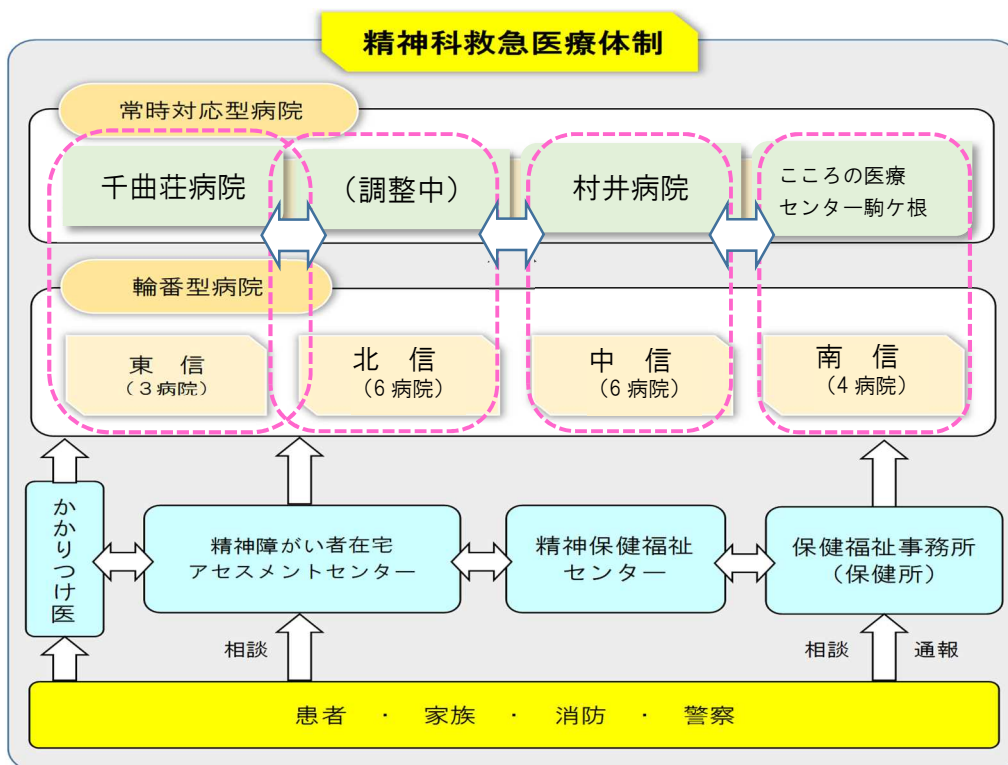 精神科救急医療体制
常時対応型病院
千曲荘病院
（調整中）
村井病院
こころの医療
センター駒ケ根
輪番型病院
東　信
（３病院）
北　信
（6 病院）
中　信
（6 病院）
南　信
（4 病院）
かかりつけ医
精神障がい者在宅
アセスメントセンター
精神保健福祉
センター
保健福祉事務所
（保健所）
相談
相談
通報
患者　・　家族　・　消防　・　警察